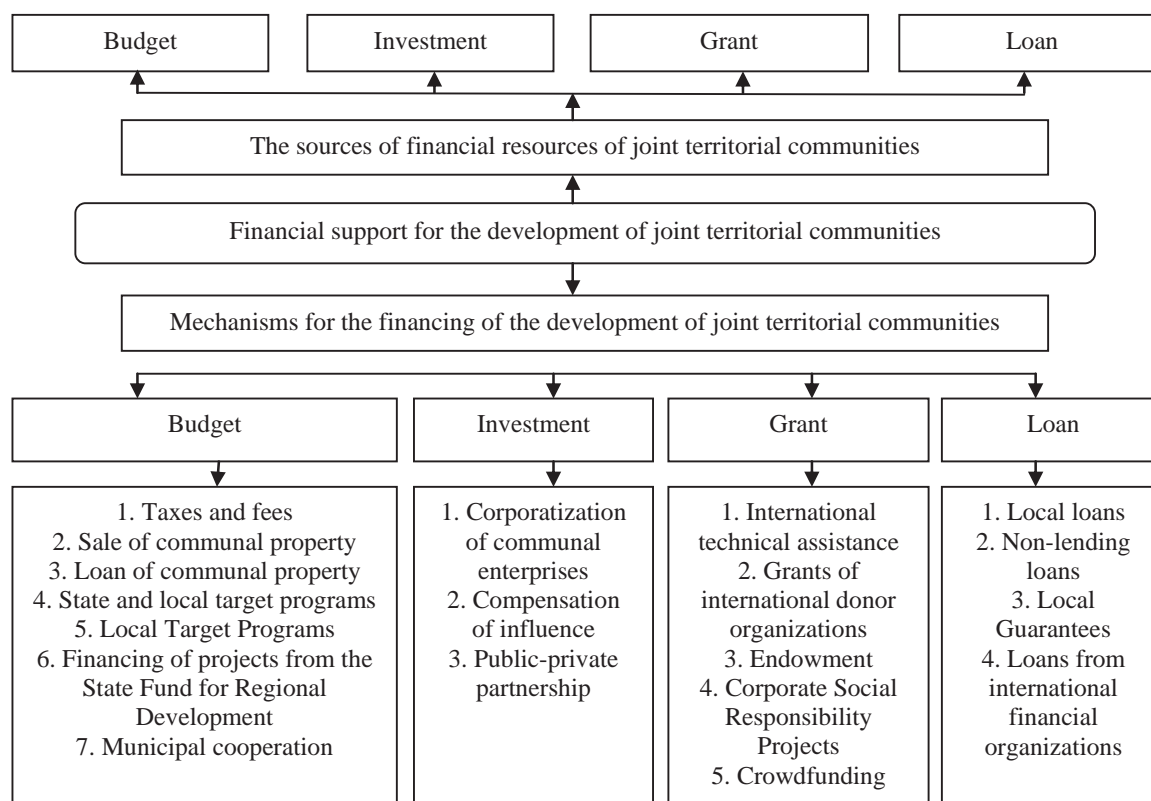 Budget
Investment
Grant
Loan
The sources of financial resources of joint territorial communities
Financial support for the development of joint territorial communities
Mechanisms for the financing of the development of joint territorial communities
Budget
Investment
Grant
Loan
1. Taxes and fees
2. Sale of communal property
3. Loan of communal property
4. State and local target programs
5. Local Target Programs
6. Financing of projects from the
State Fund for Regional
Development
7. Municipal cooperation
1. Corporatization
of communal
enterprises
2. Compensation
of influence
3. Public-private
partnership
1. International
technical assistance
2. Grants of
international donor
organizations
3. Endowment
4. Corporate Social
Responsibility
Projects
5. Crowdfunding
1. Local loans
2. Non-lending
loans
3. Local
Guarantees
4. Loans from
international
financial
organizations